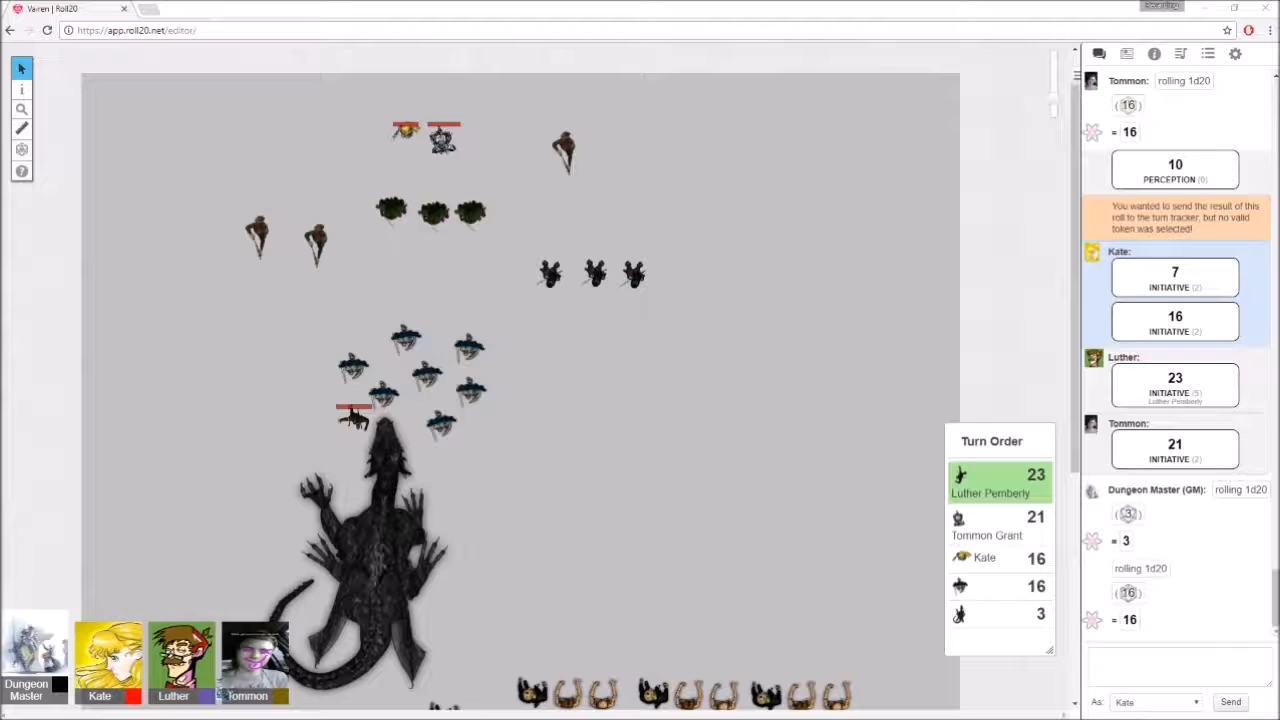 Vairen | Roll20
Recording
https://app.roll20.net/editor/
Tommon: rolling 1d20
(16)
= 16
10
PERCEPTION (0)
You wanted to send the result of this
roll to the turn tracker, but no valid
token was selected!
Kate:
7
INITIATIVE (2)
16
INITIATIVE (2)
Luther:
23
INITIATIVE (5)
Luther Pemberly
Tommon:
21
INITIATIVE (2)
Dungeon Master (GM): rolling 1d20
(3)
= 3
rolling 1d20
(16)
= 16
As: Kate Send
Turn Order
23
Luther Pemberly
21
Tommon Grant
Kate 16
16
3
Dungeon
Master
Kate
Luther
Tommon